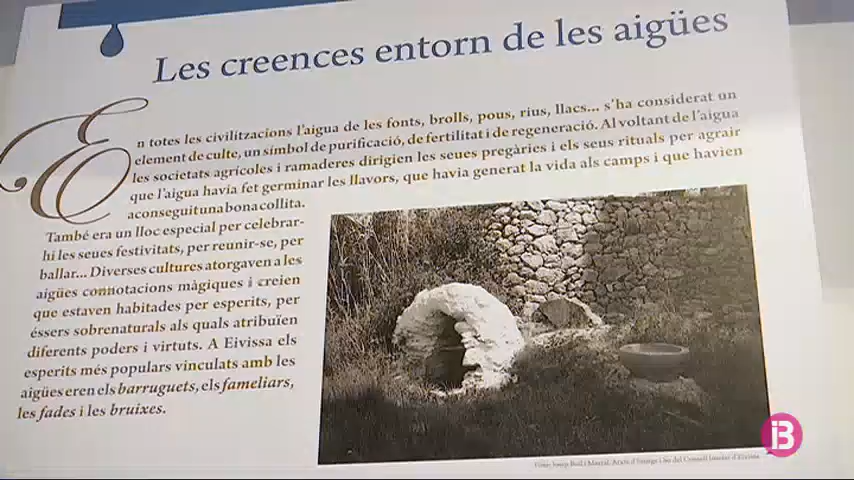 Les creences entorn de les aigües
En totes les civilitzacions l'aigua de les fonts, brolls, pous, rius, llacs... s'ha considerat un
element de culte, un símbol de purificació, de fertilitat i de regeneració. Al voltant de l'aigua
les societats agrícoles i ramaderes dirigien les seues pregàries i els seus rituals per agrair
que l'aigua havia fet germinar les llavors, que havia generat la vida als camps i que havien
aconseguit una bona collita.
També era un lloc especial per celebrar-
hi les seues festivitats, per reunir-se, per
ballar... Diverses cultures atorgaven a les
aigües connotacions màgiques i creien
que estaven habitades per esperits, per
éssers sobrenaturals als quals atribuïen
diferents poders i virtuts. A Eivissa els
esperits més populars vinculats amb les
aigües eren els barruguets, els fameliars,
les fades i les bruixes.